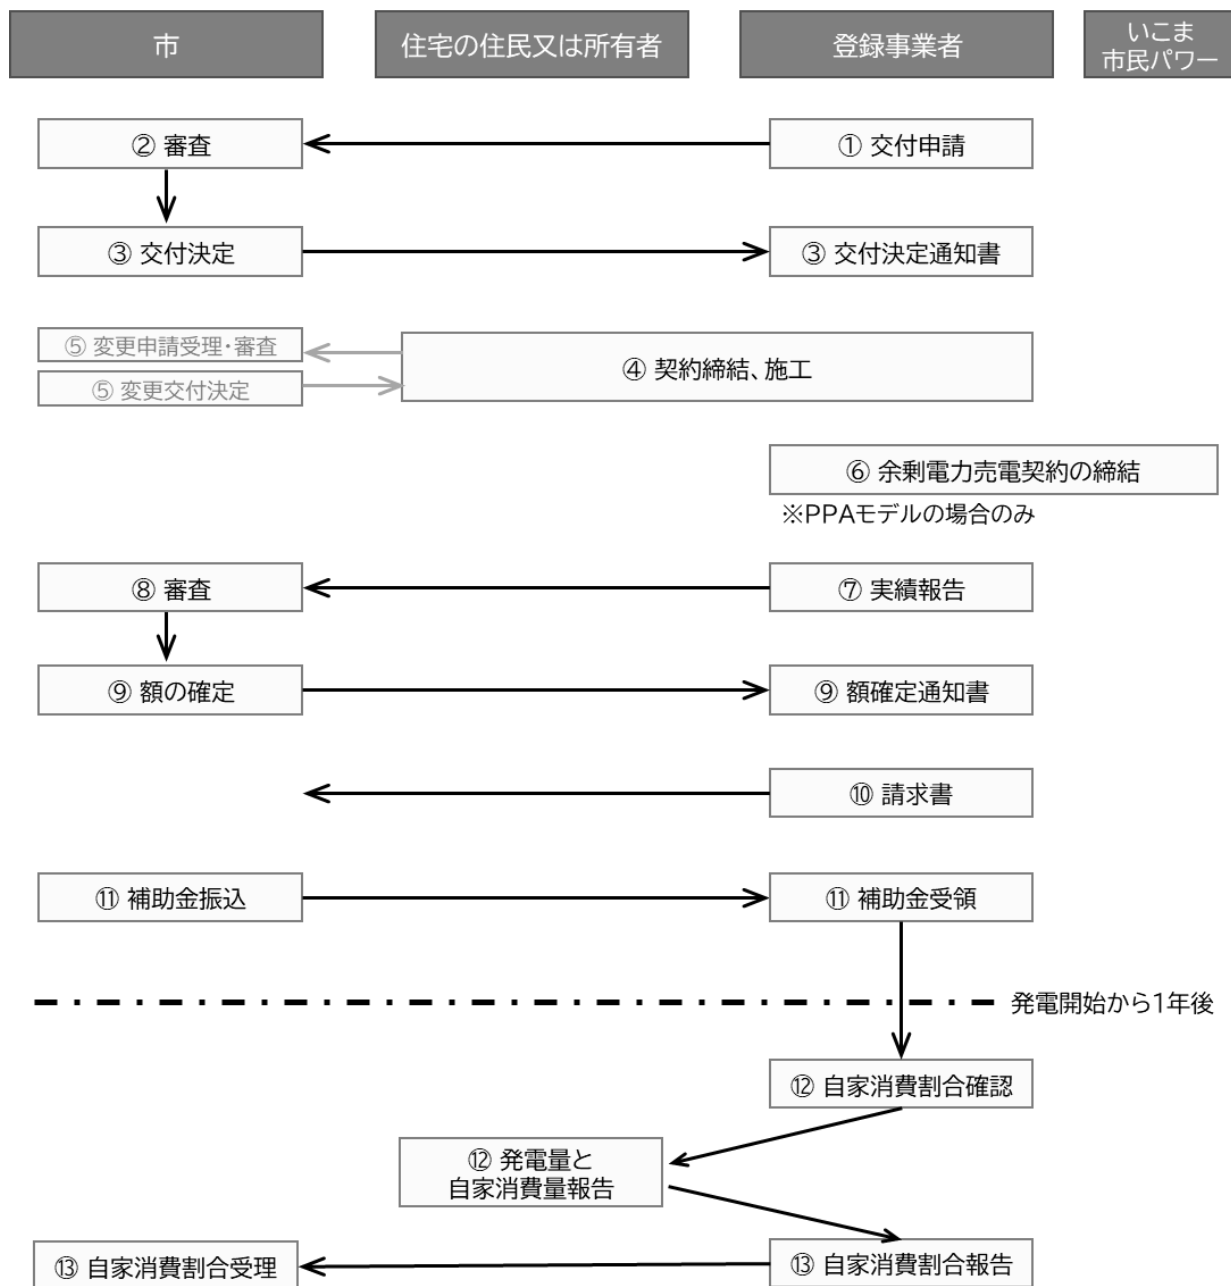 市
住宅の住民又は所有者
登録事業者
いこま
市民パワー
② 審査
① 交付申請
③ 交付決定
③ 交付決定通知書
⑤ 変更申請受理・審査
④ 契約締結、施工
⑤ 変更交付決定
⑥ 余剰電力売電契約の締結
※PPAモデルの場合のみ
⑧ 審査
⑦ 実績報告
⑨ 額の確定
⑨ 額確定通知書
⑩ 請求書
⑪ 補助金振込
⑪ 補助金受領
発電開始から1年後
⑫ 自家消費割合確認
⑫ 発電量と
自家消費量報告
⑬ 自家消費割合受理
⑬ 自家消費割合報告